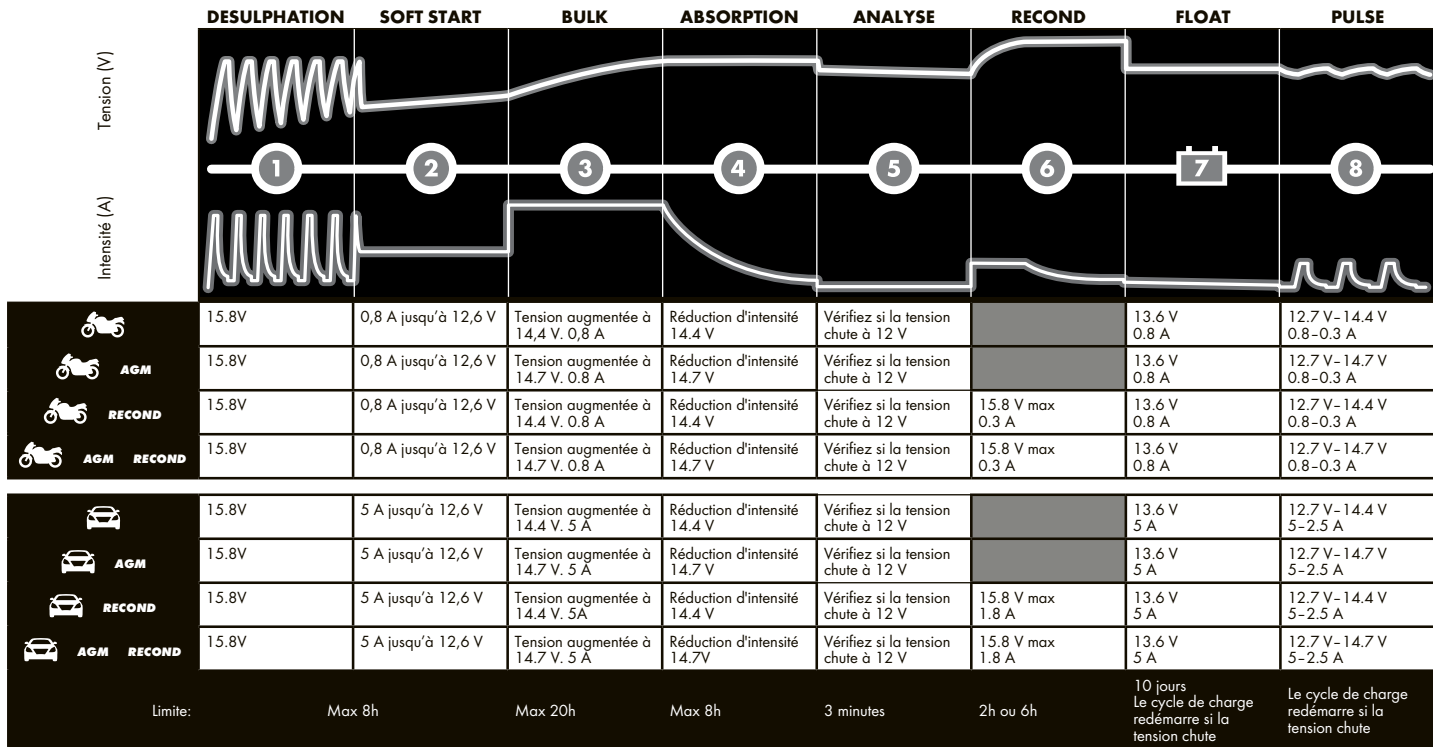 DESULPHATION SOFT START BULK ABSORPTION ANALYSE RECOND FLOAT PULSE
Tension (V)
1 2 3 4 5 6 7 8
Intensité (A)
15.8V 0,8 A jusqu'à 12,6 V Tension augmentée à Réduction d'intensité Vérifiez si la tension 13.6 V 12.7 V–14.4 V
14,4 V. 0,8 A 14.4 V chute à 12 V 0.8 A 0.8–0.3 A
AGM 15.8V 0,8 A jusqu'à 12,6 V Tension augmentée à Réduction d'intensité Vérifiez si la tension 13.6 V 12.7 V–14.7 V
14.7 V. 0.8 A 14.7 V chute à 12 V 0.8 A 0.8–0.3 A
RECOND 15.8V 0,8 A jusqu'à 12,6 V Tension augmentée à Réduction d'intensité Vérifiez si la tension 15.8 V max 13.6 V 12.7 V–14.4 V
14.4 V. 0.8 A 14.4 V chute à 12 V 0.3 A 0.8 A 0.8–0.3 A
AGM RECOND 15.8V 0,8 A jusqu'à 12,6 V Tension augmentée à Réduction d'intensité Vérifiez si la tension 15.8 V max 13.6 V 12.7 V–14.7 V
14.7 V. 0.8 A 14.7 V chute à 12 V 0.3 A 0.8 A 0.8–0.3 A
15.8V 5 A jusqu'à 12,6 V Tension augmentée à Réduction d'intensité Vérifiez si la tension 13.6 V 12.7 V–14.4 V
14.4 V. 5 A 14.4 V chute à 12 V 5 A 5–2.5 A
AGM 15.8V 5 A jusqu'à 12,6 V Tension augmentée à Réduction d'intensité Vérifiez si la tension 13.6 V 12.7 V–14.7 V
14.7 V. 5 A 14.7 V chute à 12 V 5 A 5–2.5 A
RECOND 15.8V 5 A jusqu'à 12,6 V Tension augmentée à Réduction d'intensité Vérifiez si la tension 15.8 V max 13.6 V 12.7 V–14.4 V
14.4 V. 5A 14.4 V chute à 12 V 1.8 A 5 A 5–2.5 A
AGM RECOND 15.8V 5 A jusqu'à 12,6 V Tension augmentée à Réduction d'intensité Vérifiez si la tension 15.8 V max 13.6 V 12.7 V–14.7 V
14.7 V. 5 A 14.7V chute à 12 V 1.8 A 5 A 5–2.5 A
Limite: Max 8h Max 20h Max 8h 3 minutes 2h ou 6h
10 jours
Le cycle de charge
redémarre si la
tension chute
Le cycle de charge
redémarre si la
tension chute